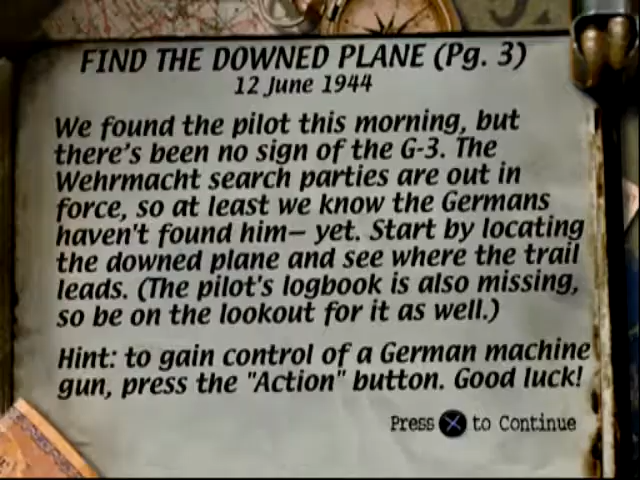 FIND THE DOWNED PLANE (Pg. 3)
12 June 1944
We found the pilot this morning, but
there's been no sign of the G-3. The
Wehrmacht search parties are out in
force, so at least we know the Germans
haven't found him— yet. Start by locating
the downed plane and see where the trail
leads. (The pilot's logbook is also missing,
so be on the lookout for it as well.)
Hint: to gain control of a German machine
gun, press the "Action" button. Good luck!
Press X to Continue